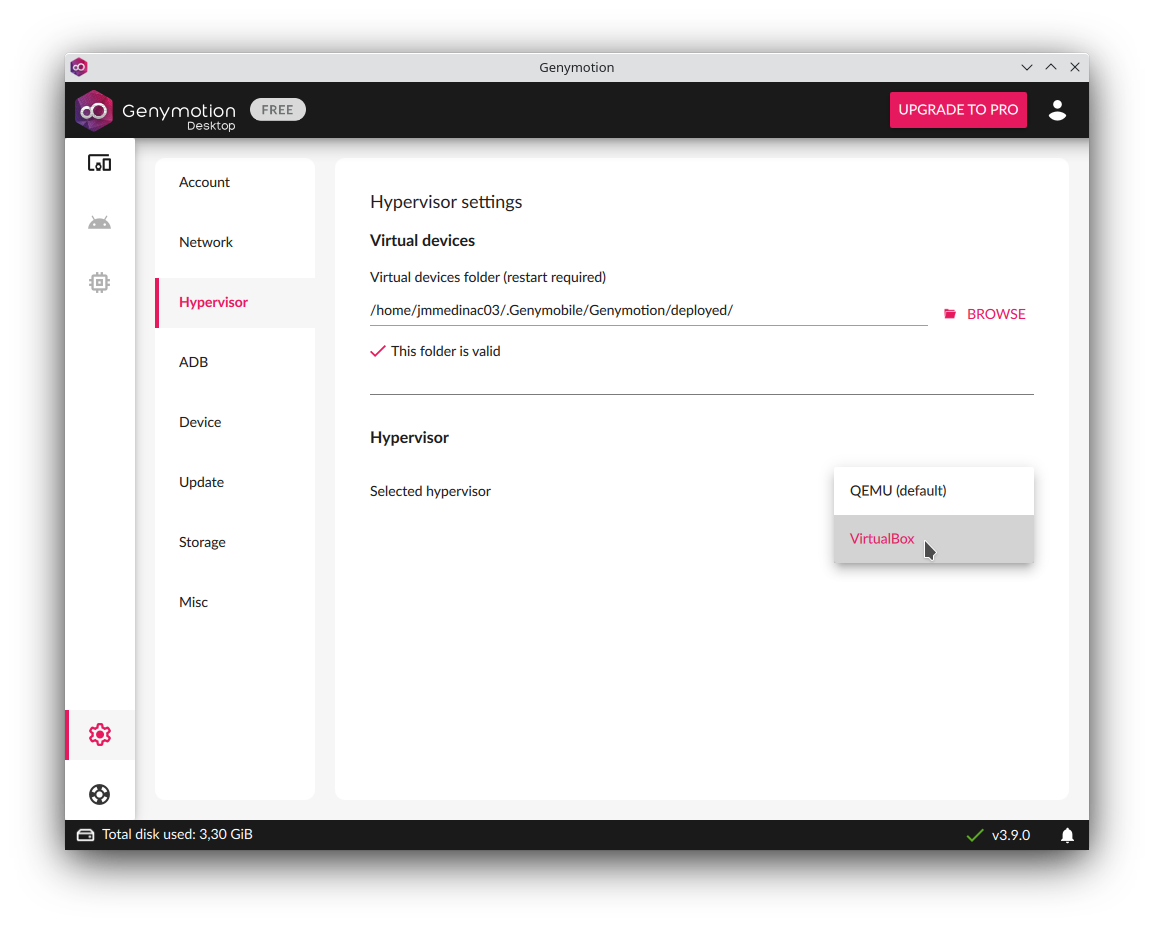 Genymotion
Genymotion
Desktop
FREE
UPGRADE TO PRO
Account
Network
Hypervisor
ADB
Device
Update
Storage
Misc
Hypervisor settings
Virtual devices
Virtual devices folder (restart required)
/home/jmmedinac03/.Genymobile/Genymotion/deployed/
BROWSE
This folder is valid
Hypervisor
Selected hypervisor
QEMU (default)
VirtualBox
Total disk used: 3,30 GiB
v3.9.0